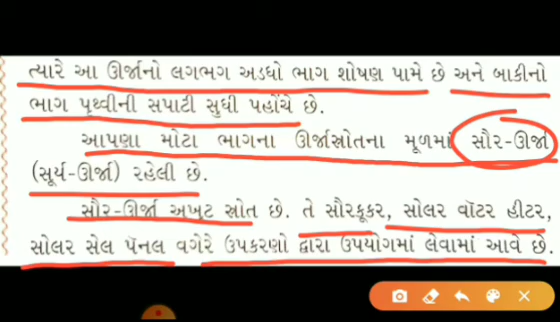 ત્યારે આ ઊર્જાનો લગભગ અડધો ભાગ શોષણ પામે છે અને બાકીનો
ભાગ પૃથ્વીની સપાટી સુધી પહોંચે છે.
આપણા મોટા ભાગના ઊર્જાસ્રોતના મૂળમાં સૌર-ઊર્જા
(સૂર્ય-ઊર્જા) રહેલી છે.
સૌર-ઊર્જા અખુટ સ્રોત છે. તે સૌરકૂકર, સોલર વૉટર હીટર,
સોલર સેલ પૅનલ વગેરે ઉપકરણો દ્વારા ઉપયોગમાં લેવામાં આવે છે.